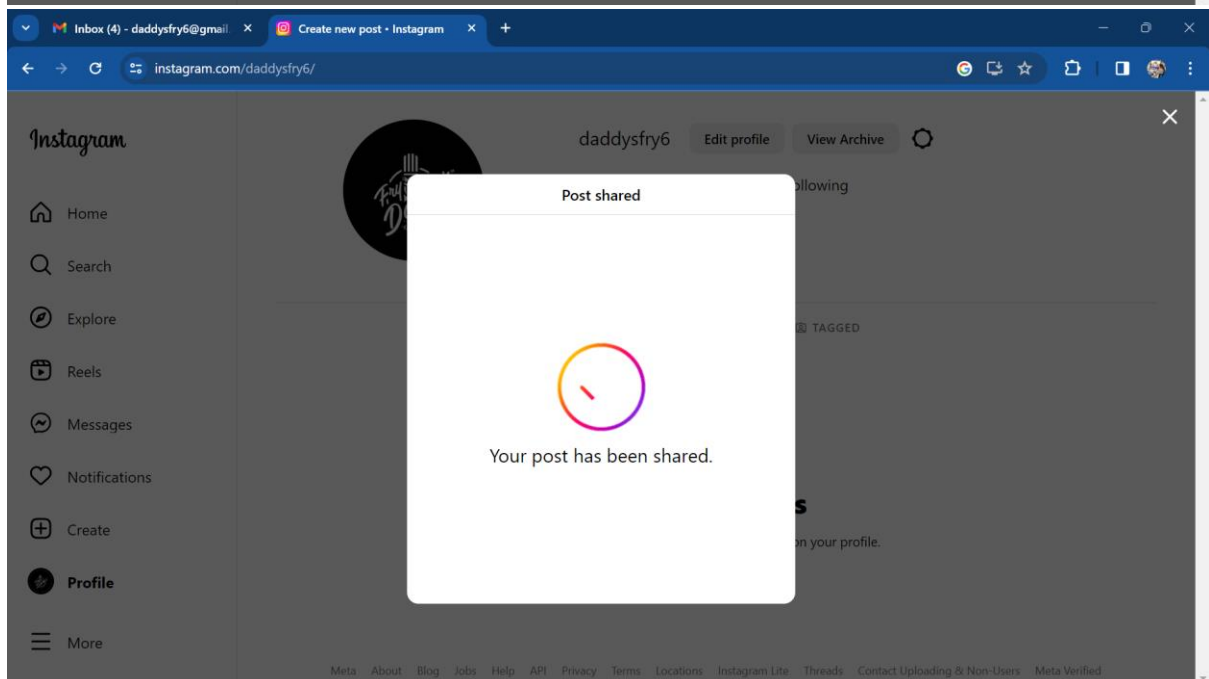 Inbox (4) - daddysfry6@gmail.
Create new post • Instagram
instagram.com/daddysfry6/
Instagram
daddysfry6 Edit profile View Archive
ollowing
Post shared
Home
Search
Explore
TAGGED
Reels
Messages
Your post has been shared.
Notifications
s
Create
on your profile.
Profile
More
Meta About Blog Jobs Help API Privacy Terms Locations Instagram Lite Threads Contact Uploading & Non-Users Meta Verified